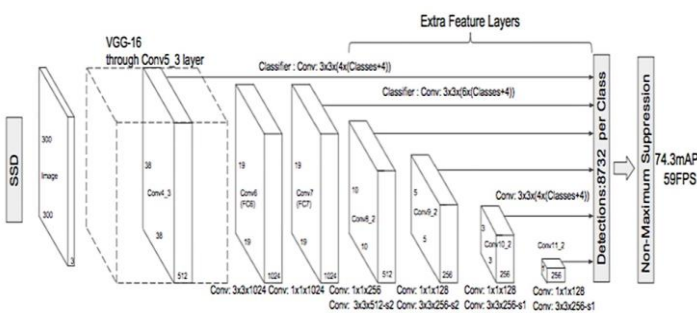 Extra Feature Layers
VGG-16
through Conv5_3 layer
Classifier : Conv: 3x3x(4x(Classes+4))
Classifier : Conv: 3x3x(6x(Classes+4))
SSD
300
Image
300
3
38
Conv4_3
38
512
19
Conv6
(FC6)
19
1024
19
Conv7
(FC7)
19
1024
10
Conv8_2
10
512
5
Conv9_2
5
256
Conv: 3x3x(4x(Classes+4))
3
Conv10_2
3
256
Conv11_2
256
Detections:8732 per Class
Non-Maximum Suppression
74.3mAP
59FPS
Conv: 3x3x1024
Conv: 1x1x1024
Conv: 1x1x256
Conv: 3x3x512-s2
Conv: 1x1x128
Conv: 3x3x256-s2
Conv: 1x1x128
Conv: 3x3x256-s1
Conv: 1x1x128
Conv: 3x3x256-s1